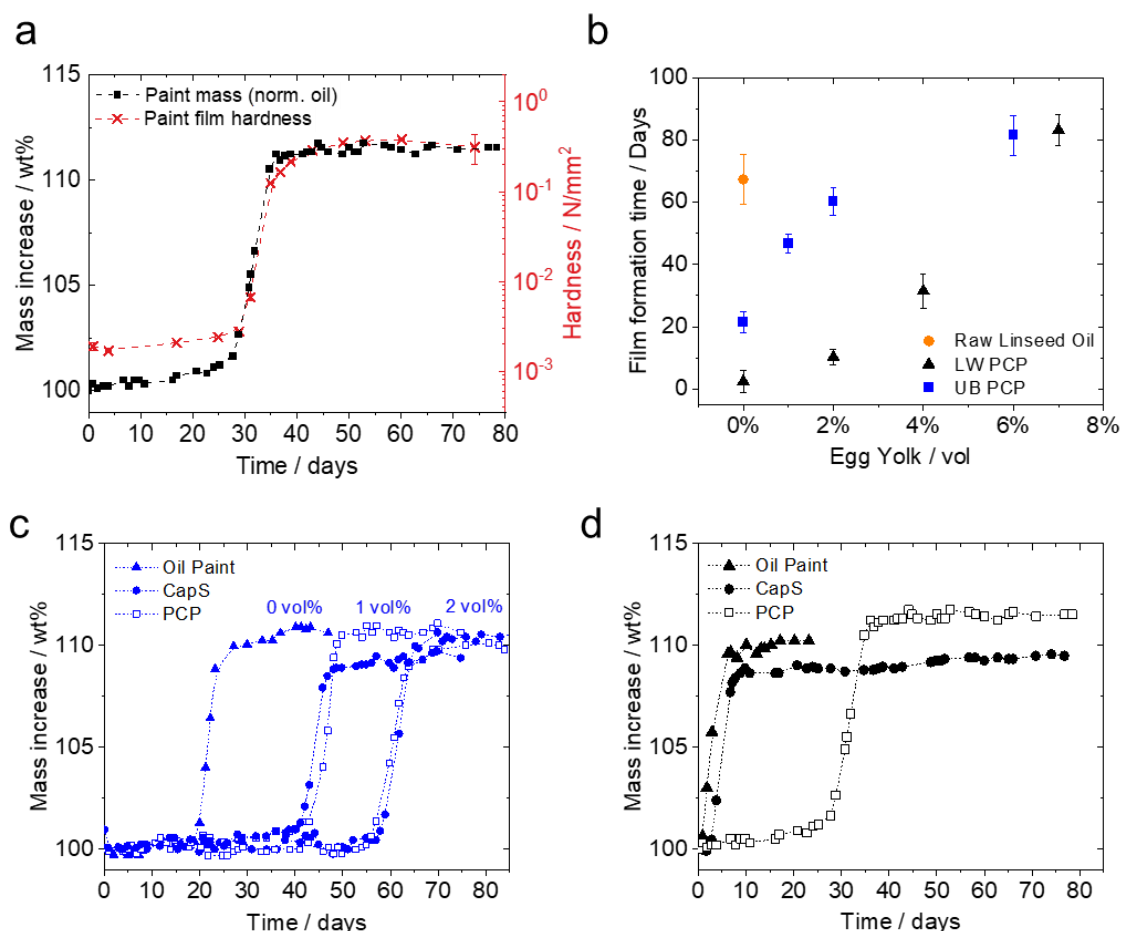 a
115
110
105
100
Mass increase / wt%
Paint mass (norm. oil)
Paint film hardness
10^0
10^-1
10^-2
10^-3
Hardness / N/mm²
0 10 20 30 40 50 60 70 80
Time / days
b
100
80
60
40
20
0
Film formation time / Days
Raw Linseed Oil
LW PCP
UB PCP
0% 2% 4% 6% 8%
Egg Yolk / vol
c
115
110
105
100
Mass increase / wt%
Oil Paint
CapS
PCP
0 vol% 1 vol% 2 vol%
0 10 20 30 40 50 60 70 80
Time / days
d
115
110
105
100
Mass increase / wt%
Oil Paint
CapS
PCP
0 10 20 30 40 50 60 70 80
Time / days